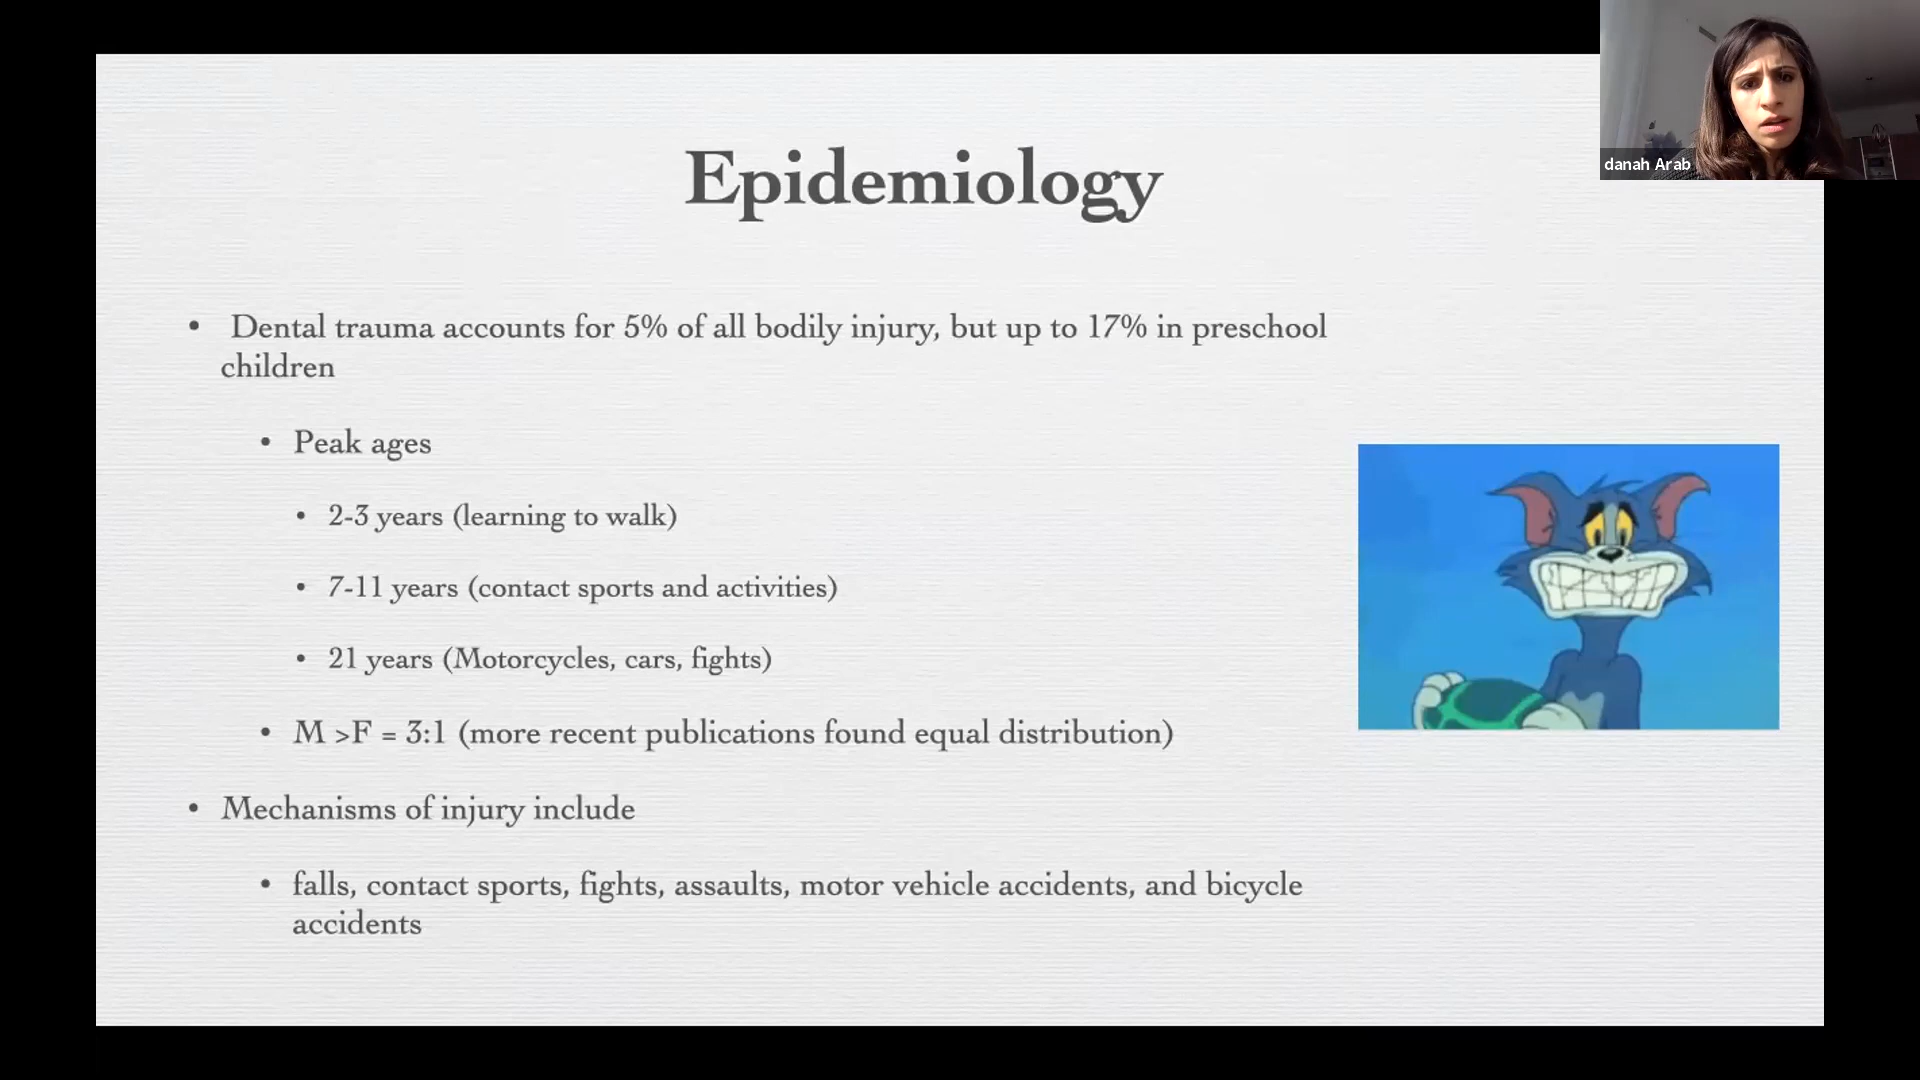 danah Arab
Epidemiology
• Dental trauma accounts for 5% of all bodily injury, but up to 17% in preschool
children
• Peak ages
• 2-3 years (learning to walk)
• 7-11 years (contact sports and activities)
• 21 years (Motorcycles, cars, fights)
• M >F = 3:1 (more recent publications found equal distribution)
• Mechanisms of injury include
• falls, contact sports, fights, assaults, motor vehicle accidents, and bicycle
accidents